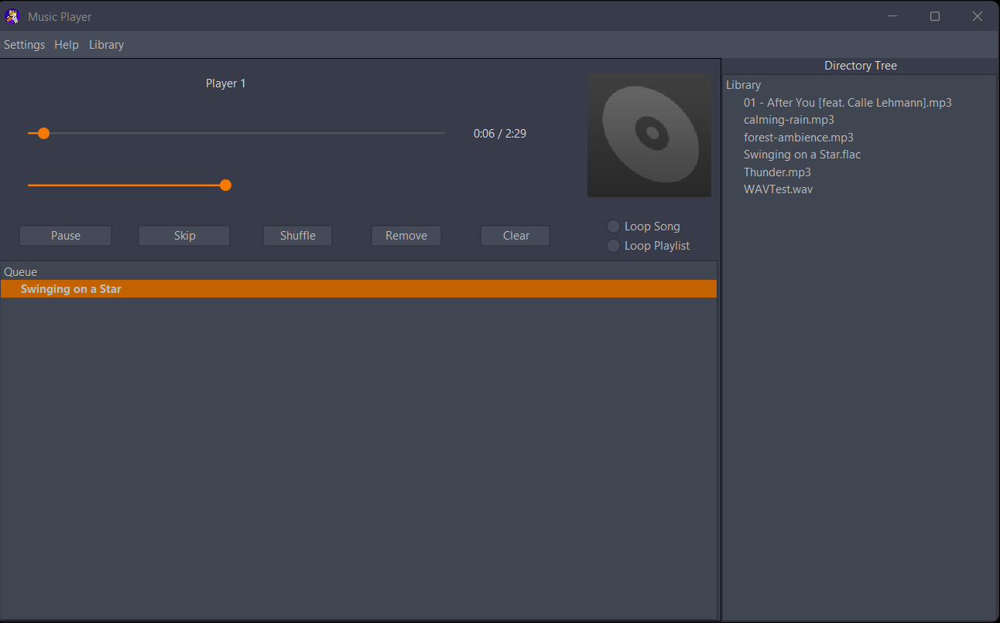 Music Player
Settings Help Library
Player 1
0:06 / 2:29
Pause Skip Shuffle Remove Clear
Loop Song
Loop Playlist
Queue
Swinging on a Star
Directory Tree
Library
01 - After You [feat. Calle Lehmann].mp3
calming-rain.mp3
forest-ambience.mp3
Swinging on a Star.flac
Thunder.mp3
WAVTest.wav